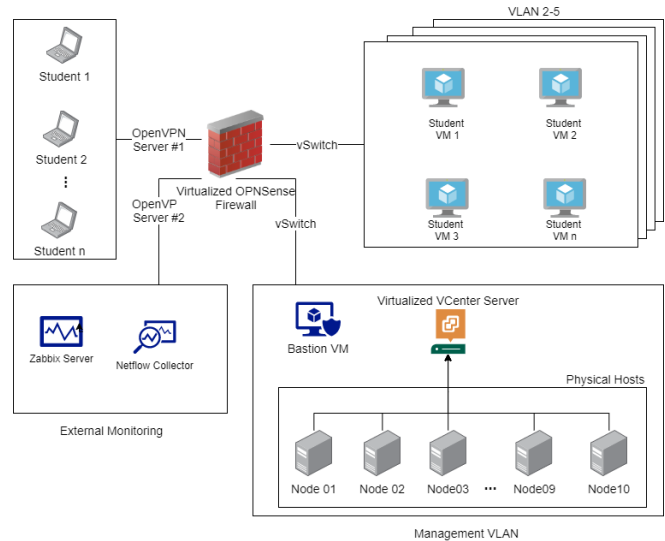 VLAN 2-5
Student 1
Student 2
⋮
Student n
OpenVPN
Server #1
Virtualized OPNSense
Firewall
vSwitch
Student
VM 1
Student
VM 2
Student
VM 3
Student
VM n
OpenVP
Server #2
vSwitch
Zabbix Server
Netflow Collector
External Monitoring
Bastion VM
Virtualized VCenter Server
Physical Hosts
Node 01
Node 02
Node03
...
Node09
Node10
Management VLAN